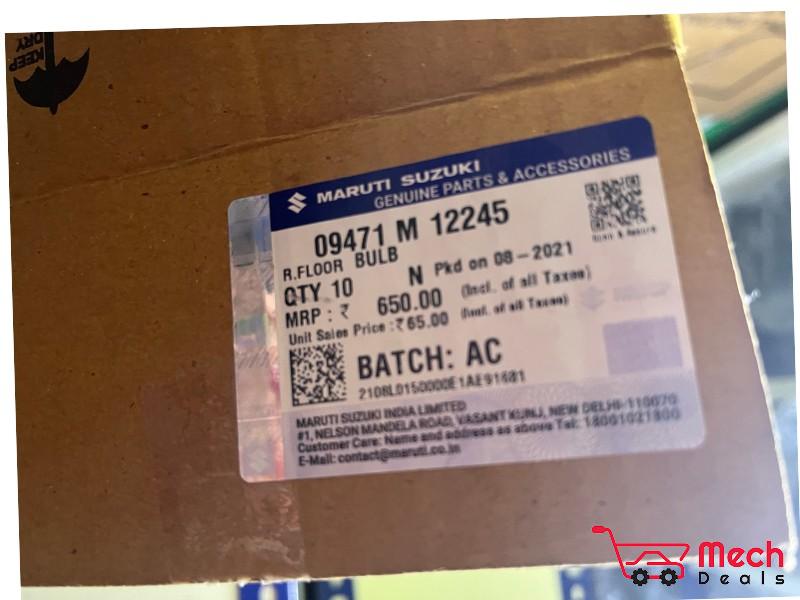 KEEP
DRY
MARUTI SUZUKI
GENUINE PARTS & ACCESSORIES
09471 M 12245
R.FLOOR BULB
QTY 10 N Pkd on 08-2021
MRP : ₹ 650.00 (Incl. of all Taxes)
Unit Sales Price :₹65.00 (Incl. of all Taxes)
Scan & Assure
BATCH: AC
MARUTI SUZUKI INDIA LIMITED
#1, NELSON MANDELA ROAD, VASANT KUNJ, NEW DELHI-110070
Customer Care: Name and address as above Tel: 18001021800
E-Mail: contact@maruti.co.in
Mech
Deals